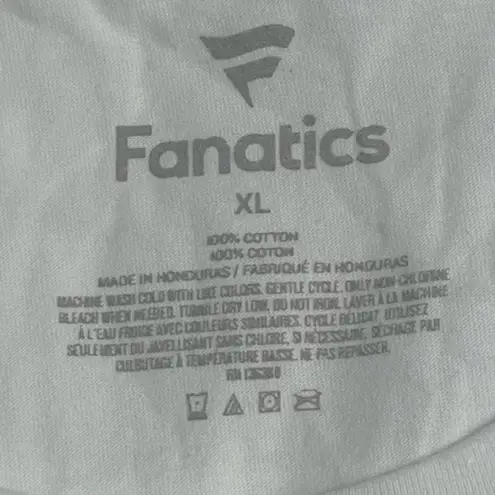 Fanatics
XL
100% COTTON
100% COTON
MADE IN HONDURAS / FABRIQUÉ EN HONDURAS
MACHINE WASH COLD WITH LIKE COLORS. GENTLE CYCLE. ONLY NON-CHLORINE
BLEACH WHEN NEEDED. TUMBLE DRY LOW. DO NOT IRON. LAVER À LA MACHINE
À L'EAU FROIDE AVEC COULEURS SIMILAIRES. CYCLE DELICAT. UTILISEZ
SEULEMENT DU JAVELLISANT SANS CHLORE, SI NÉCESSAIRE. SÉCHAGE PAR
CULBUTAGE À TEMPÉRATURE BASSE. NE PAS REPASSER.
RN